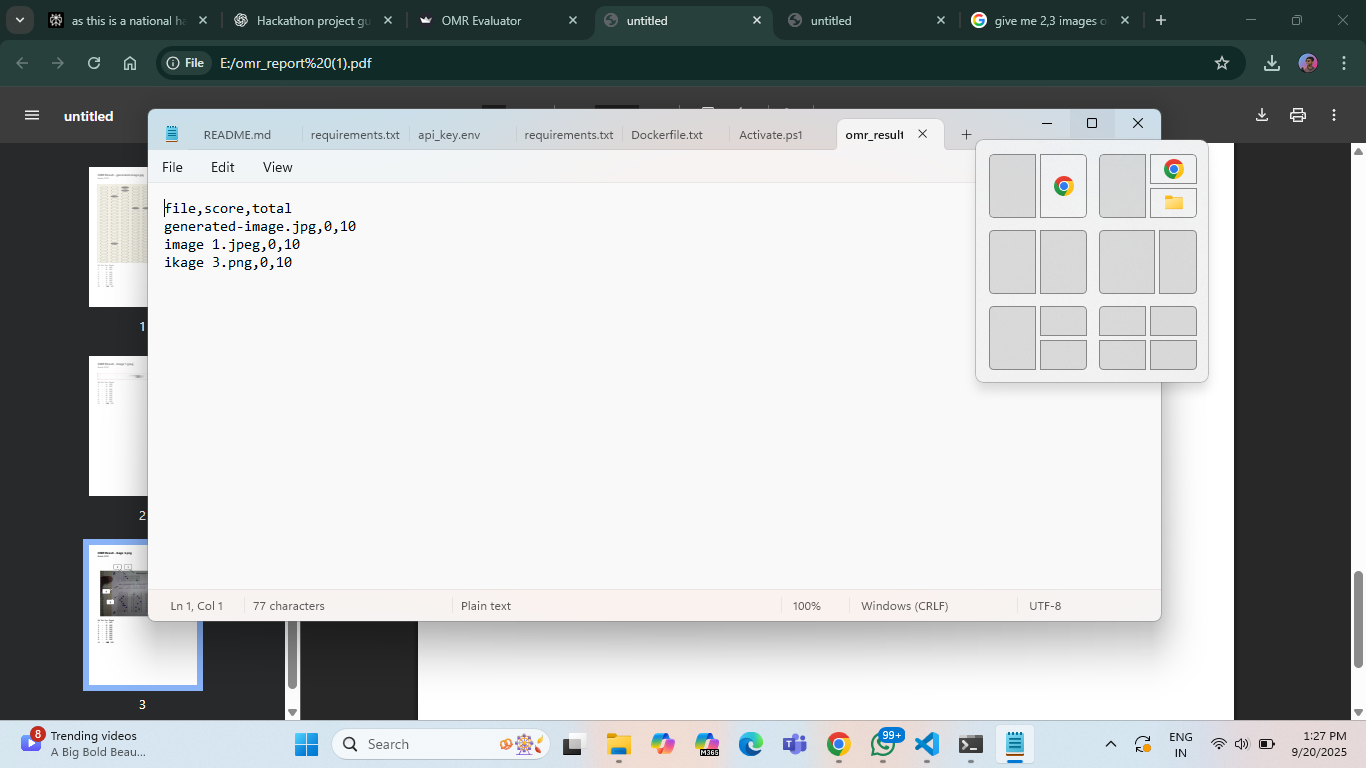 as this is a national ha
Hackathon project gu
OMR Evaluator
untitled
untitled
give me 2,3 images o
File
E:/omr_report%20(1).pdf
untitled
README.md
requirements.txt
api_key.env
requirements.txt
Dockerfile.txt
Activate.ps1
omr_result
File
Edit
View
file,score,total
generated-image.jpg,0,10
image 1.jpeg,0,10
ikage 3.png,0,10
Ln 1, Col 1
77 characters
Plain text
100%
Windows (CRLF)
UTF-8
1
2
3
8
Trending videos
A Big Bold Beau...
Search
M365
99+
ENG
IN
1:27 PM
9/20/2025